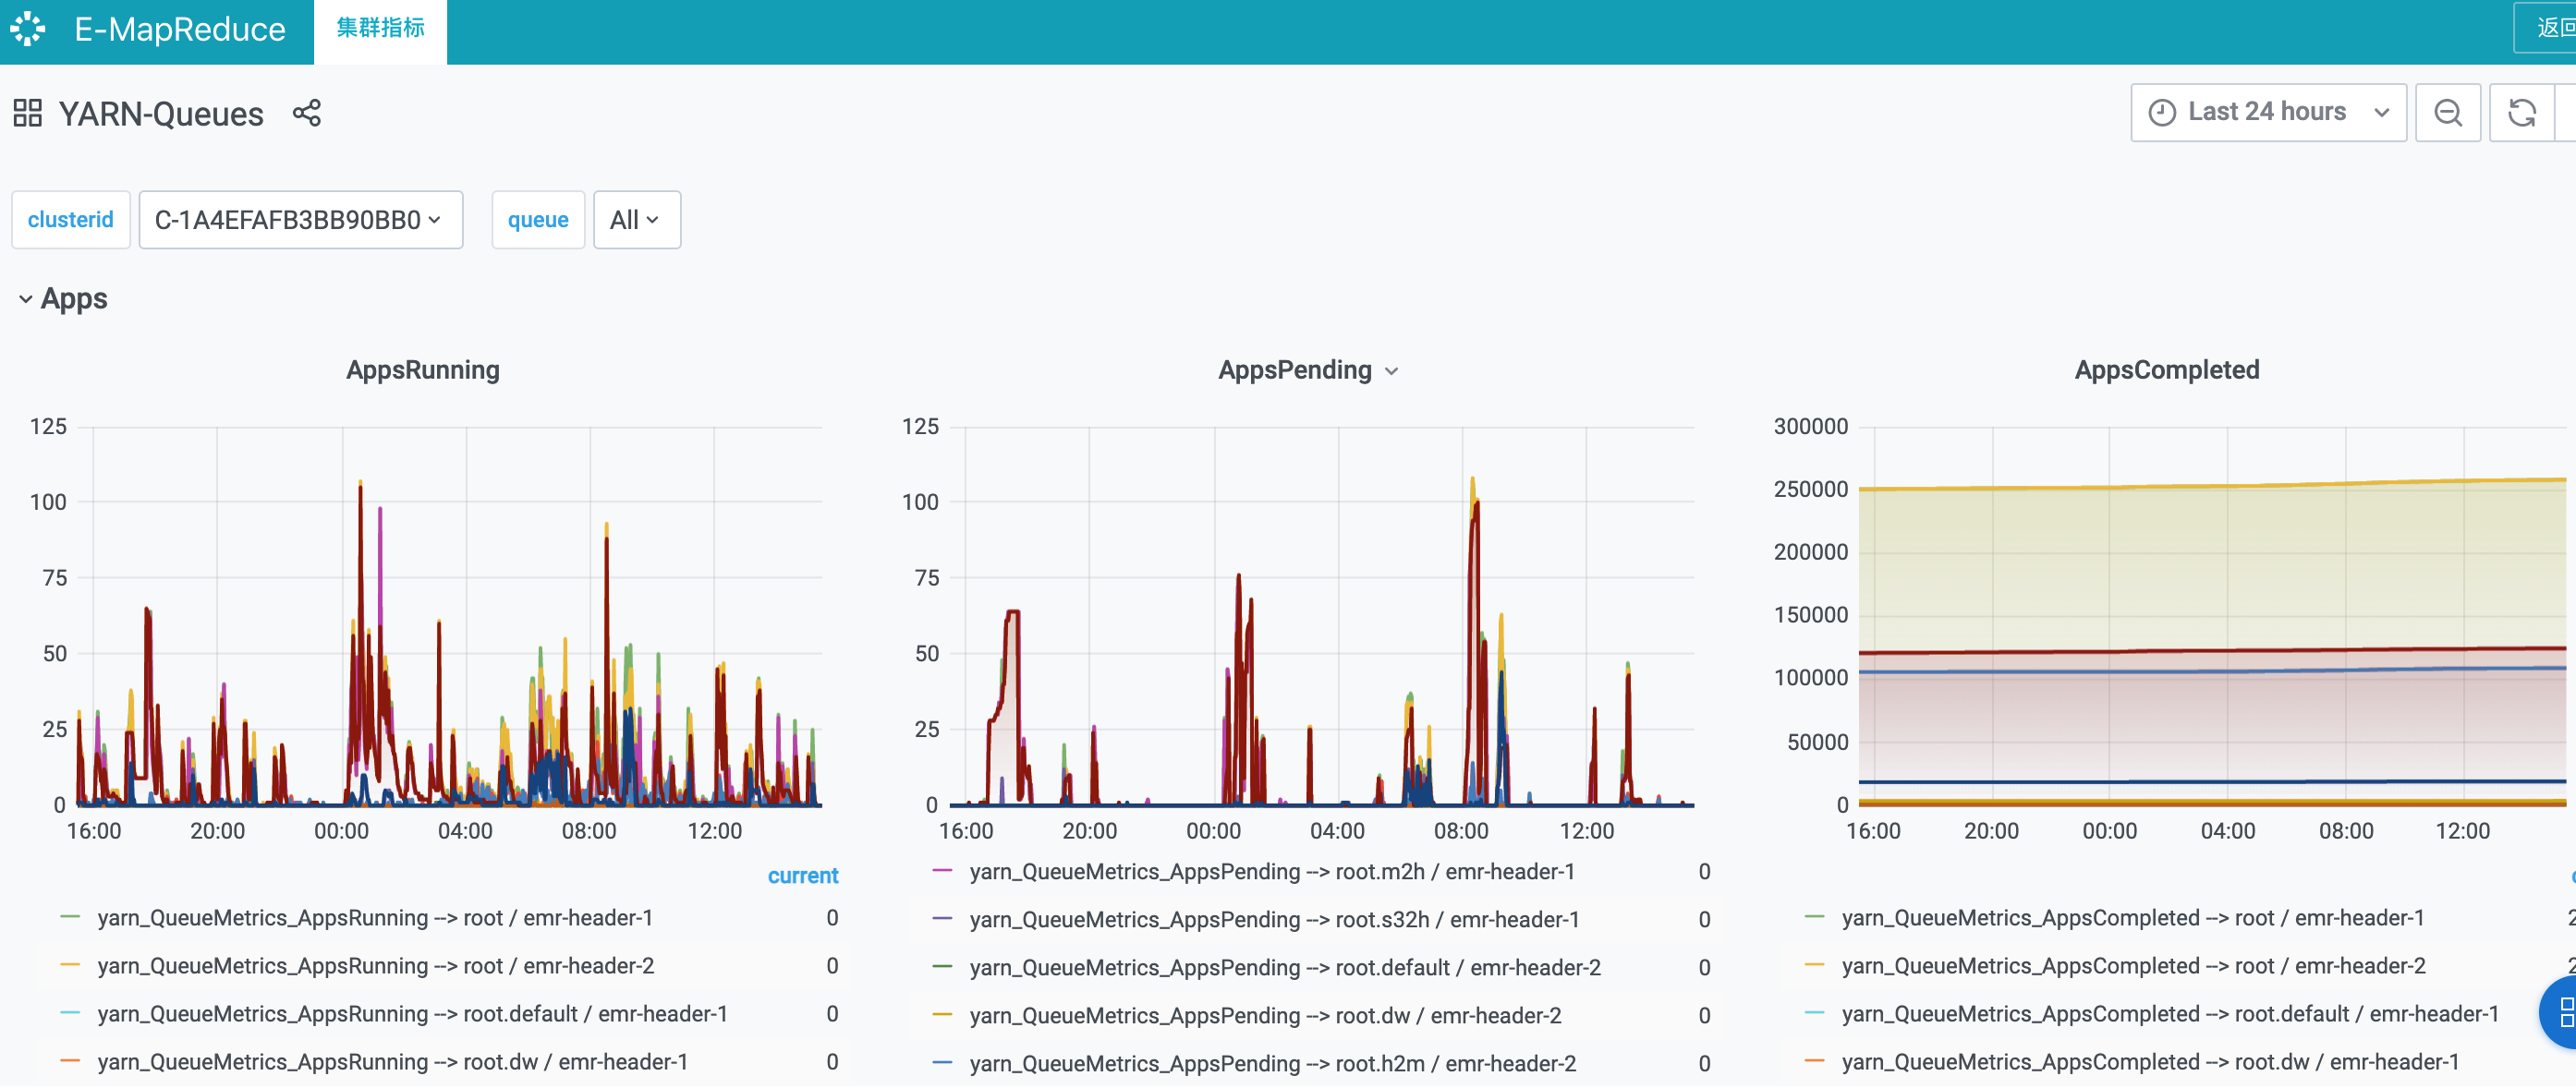 E-MapReduce 集群指标 返回
YARN-Queues Last 24 hours
clusterid C-1A4EFAFB3BB90BB0 queue All
Apps
AppsRunning
125
100
75
50
25
0
16:00 20:00 00:00 04:00 08:00 12:00
current
yarn_QueueMetrics_AppsRunning --> root / emr-header-1 0
yarn_QueueMetrics_AppsRunning --> root / emr-header-2 0
yarn_QueueMetrics_AppsRunning --> root.default / emr-header-1 0
yarn_QueueMetrics_AppsRunning --> root.dw / emr-header-1 0
AppsPending
125
100
75
50
25
0
16:00 20:00 00:00 04:00 08:00 12:00
yarn_QueueMetrics_AppsPending --> root.m2h / emr-header-1 0
yarn_QueueMetrics_AppsPending --> root.s32h / emr-header-1 0
yarn_QueueMetrics_AppsPending --> root.default / emr-header-2 0
yarn_QueueMetrics_AppsPending --> root.dw / emr-header-2 0
yarn_QueueMetrics_AppsPending --> root.h2m / emr-header-2 0
AppsCompleted
300000
250000
200000
150000
100000
50000
0
16:00 20:00 00:00 04:00 08:00 12:00
yarn_QueueMetrics_AppsCompleted --> root / emr-header-1
yarn_QueueMetrics_AppsCompleted --> root / emr-header-2
yarn_QueueMetrics_AppsCompleted --> root.default / emr-header-1
yarn_QueueMetrics_AppsCompleted --> root.dw / emr-header-1